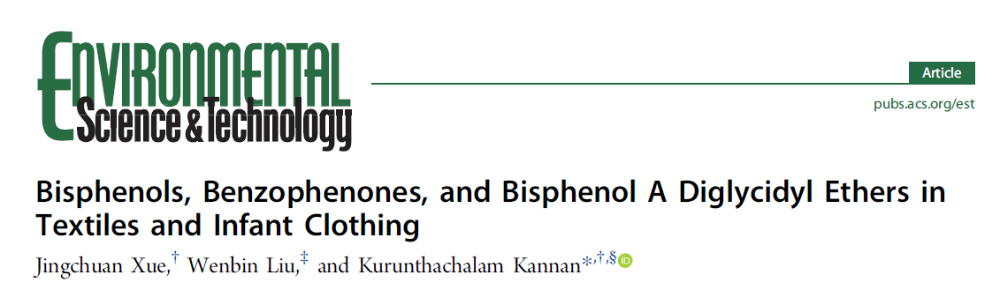 ENVIRONMENTAL
Science & Technology
Article
pubs.acs.org/est
Bisphenols, Benzophenones, and Bisphenol A Diglycidyl Ethers in
Textiles and Infant Clothing
Jingchuan Xue,† Wenbin Liu,‡ and Kurunthachalam Kannan*,†,§ iD